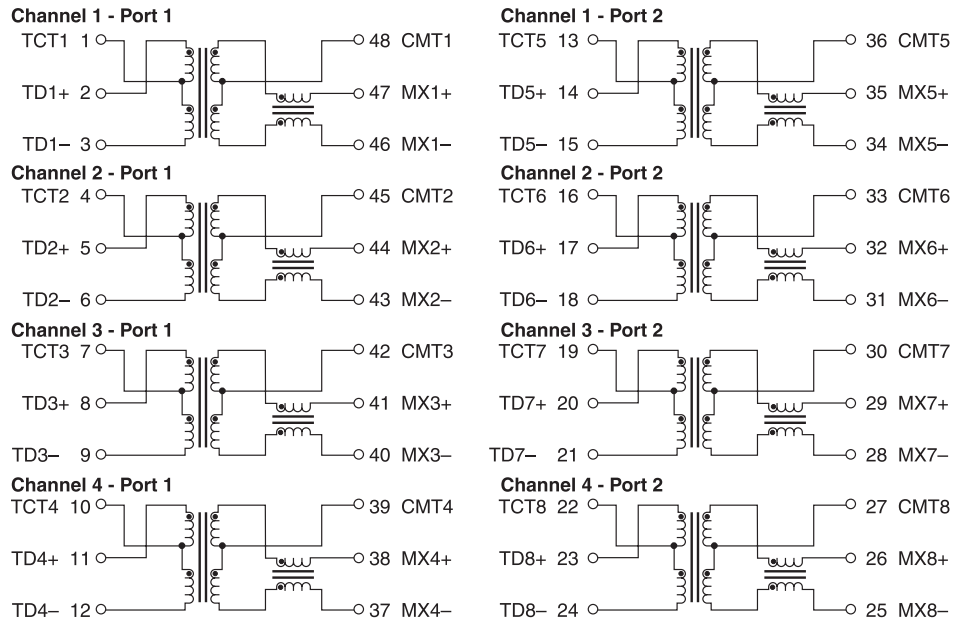 Channel 1 - Port 1
TCT1 1 48 CMT1
TD1+ 2 47 MX1+
TD1– 3 46 MX1–
Channel 2 - Port 1
TCT2 4 45 CMT2
TD2+ 5 44 MX2+
TD2– 6 43 MX2–
Channel 3 - Port 1
TCT3 7 42 CMT3
TD3+ 8 41 MX3+
TD3– 9 40 MX3–
Channel 4 - Port 1
TCT4 10 39 CMT4
TD4+ 11 38 MX4+
TD4– 12 37 MX4–
Channel 1 - Port 2
TCT5 13 36 CMT5
TD5+ 14 35 MX5+
TD5– 15 34 MX5–
Channel 2 - Port 2
TCT6 16 33 CMT6
TD6+ 17 32 MX6+
TD6– 18 31 MX6–
Channel 3 - Port 2
TCT7 19 30 CMT7
TD7+ 20 29 MX7+
TD7– 21 28 MX7–
Channel 4 - Port 2
TCT8 22 27 CMT8
TD8+ 23 26 MX8+
TD8– 24 25 MX8–